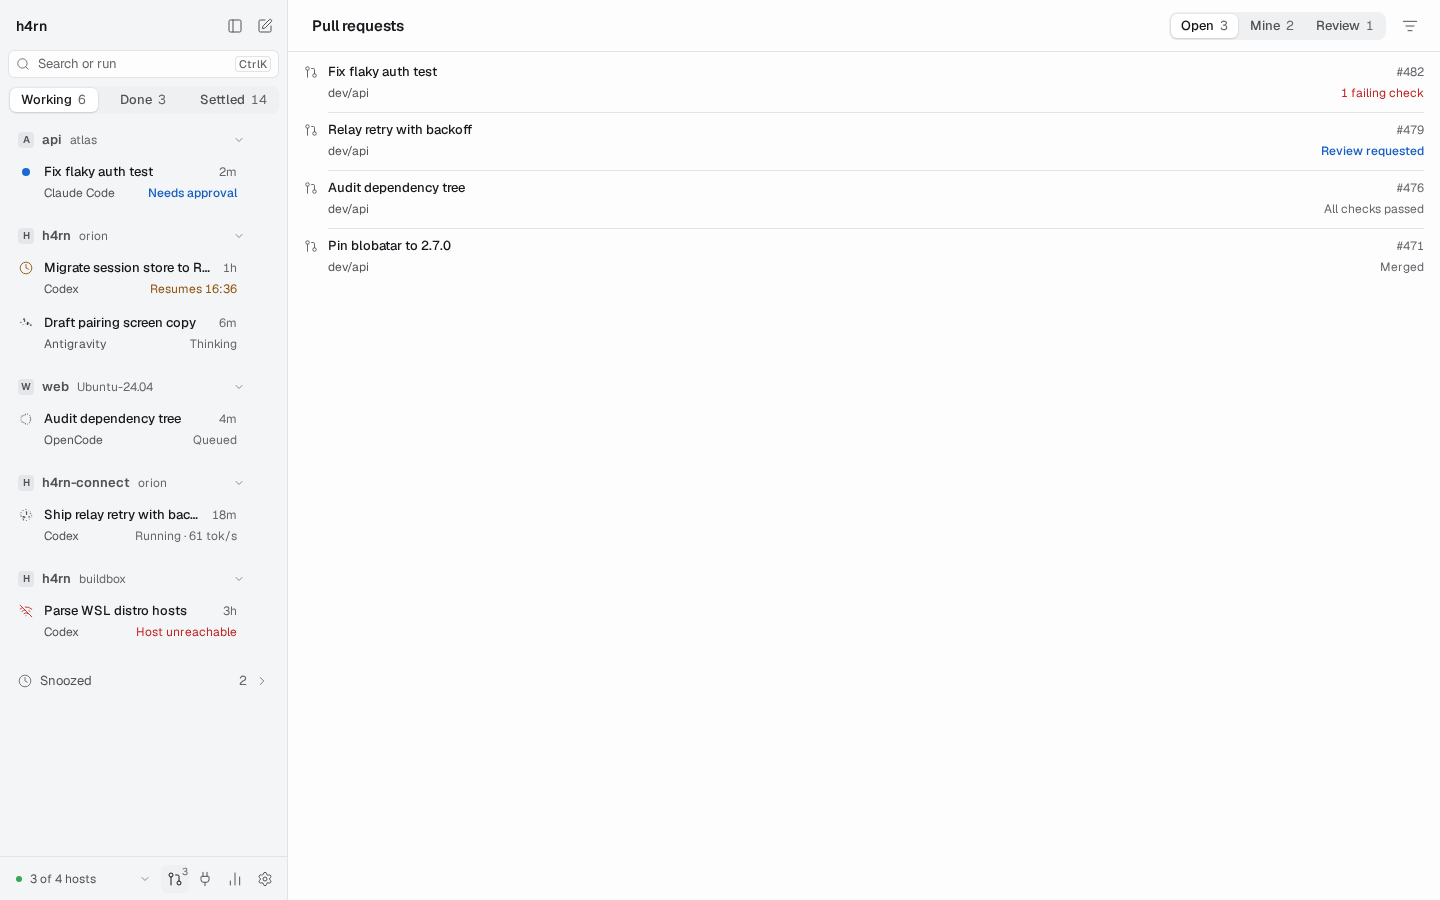 h4rn
Search or run CtrlK
Working 6 Done 3 Settled 14
A api atlas
Fix flaky auth test 2m
Claude Code Needs approval
H h4rn orion
Migrate session store to R... 1h
Codex Resumes 16:36
Draft pairing screen copy 6m
Antigravity Thinking
W web Ubuntu-24.04
Audit dependency tree 4m
OpenCode Queued
H h4rn-connect orion
Ship relay retry with bac... 18m
Codex Running · 61 tok/s
H h4rn buildbox
Parse WSL distro hosts 3h
Codex Host unreachable
Snoozed 2
3 of 4 hosts 3
Pull requests Open 3 Mine 2 Review 1
Fix flaky auth test #482
dev/api 1 failing check
Relay retry with backoff #479
dev/api Review requested
Audit dependency tree #476
dev/api All checks passed
Pin blobatar to 2.7.0 #471
dev/api Merged